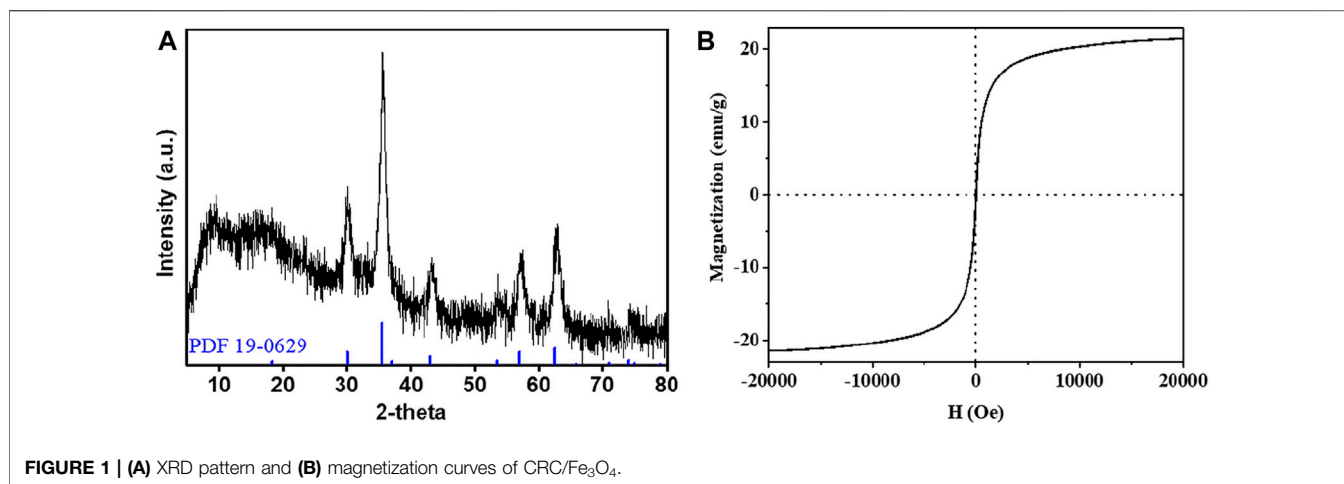 A
Intensity (a.u.)
PDF 19-0629
10 20 30 40 50 60 70 80
2-theta
B
Magnetization (emu/g)
20
10
0
-10
-20
-20000 -10000 0 10000 20000
H (Oe)
FIGURE 1 | (A) XRD pattern and (B) magnetization curves of CRC/Fe₃O₄.